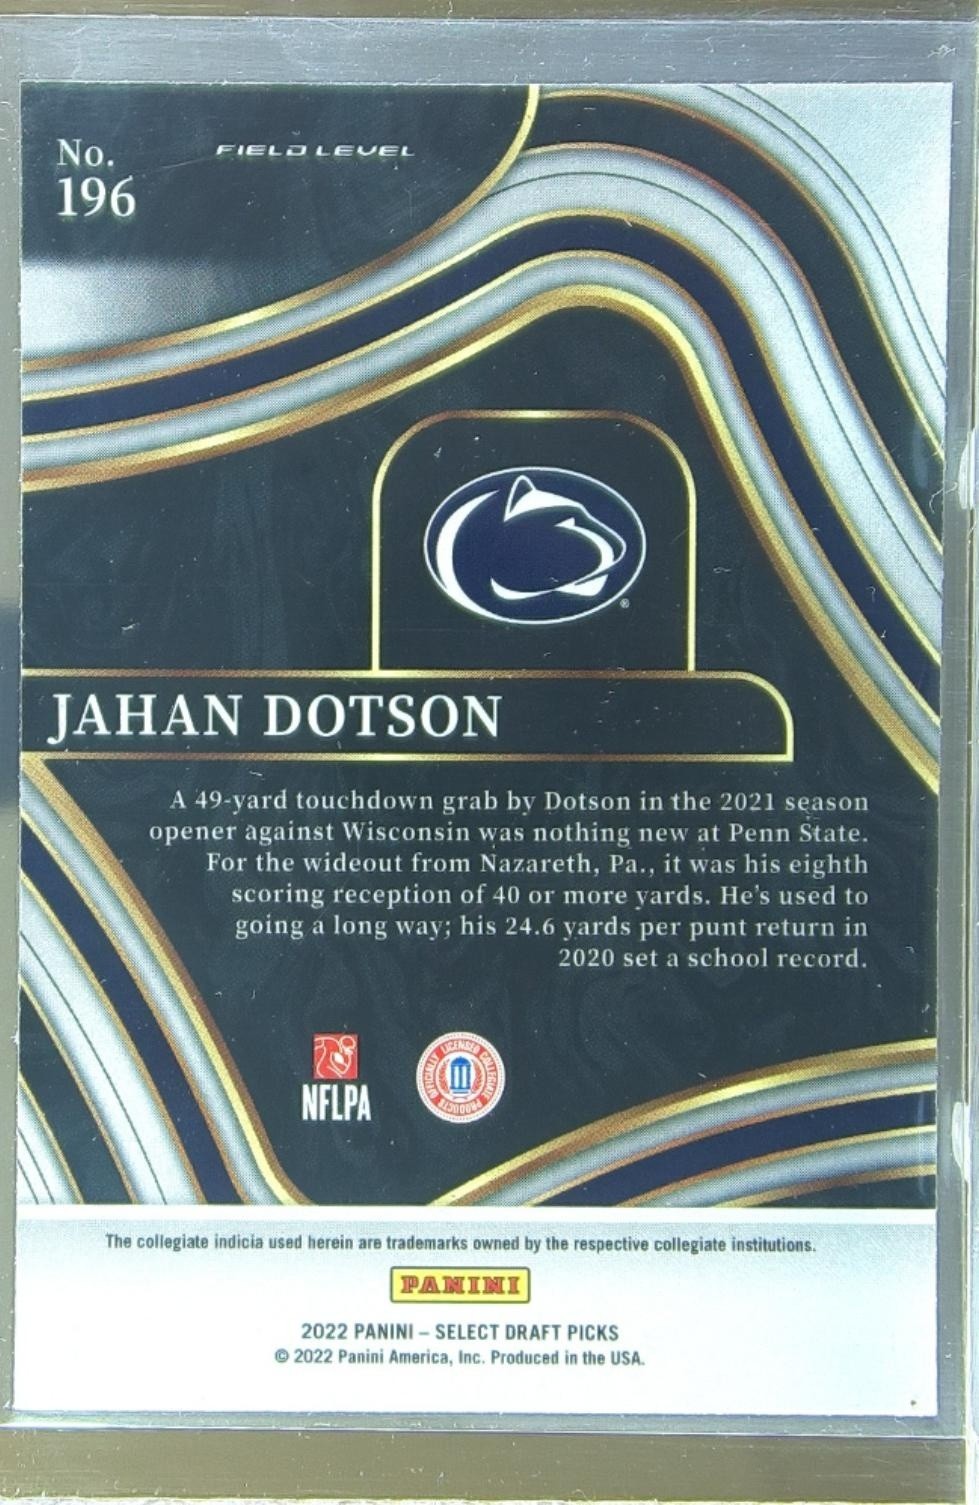 No.
196
FIELD LEVEL
®
JAHAN DOTSON
A 49-yard touchdown grab by Dotson in the 2021 season
opener against Wisconsin was nothing new at Penn State.
For the wideout from Nazareth, Pa., it was his eighth
scoring reception of 40 or more yards. He's used to
going a long way; his 24.6 yards per punt return in
2020 set a school record.
NFLPA
OFFICIALLY LICENSED COLLEGIATE PRODUCTS
The collegiate indicia used herein are trademarks owned by the respective collegiate institutions.
PANINI
2022 PANINI – SELECT DRAFT PICKS
© 2022 Panini America, Inc. Produced in the USA.